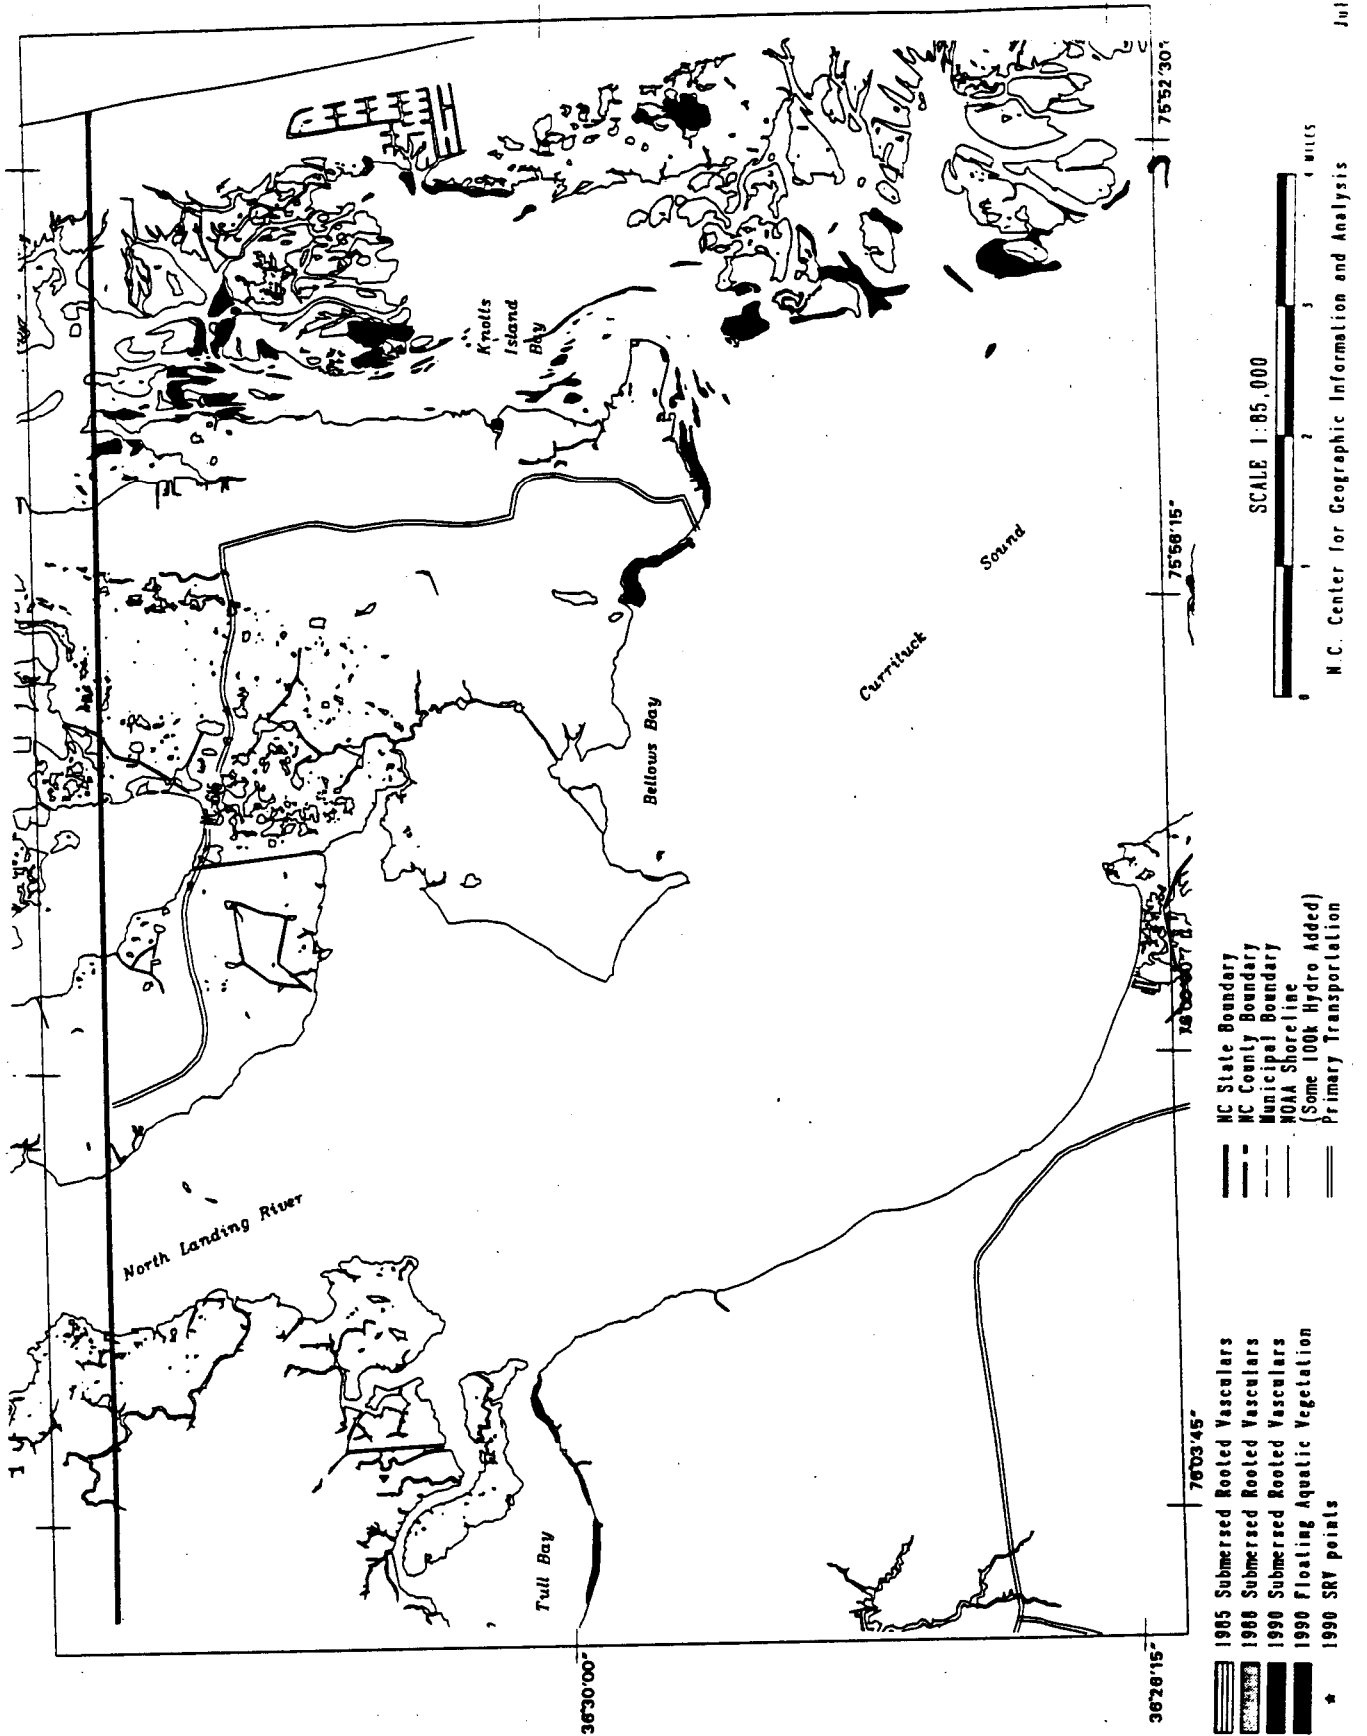 North Landing River
Tull Bay
Bellows Bay
Knotts
Island
Bay
Currituck
Sound
36°30'00"
36°26'15"
76°03'45"
75°56'15"
75°52'30"
1985 Submersed Rooted Vasculars
1988 Submersed Rooted Vasculars
1990 Submersed Rooted Vasculars
1990 Floating Aquatic Vegetation
* 1990 SRV points
NC State Boundary
NC County Boundary
Municipal Boundary
NOAA Shoreline
(Some 100k Hydro Added)
Primary Transportation
SCALE 1:85,000
0 1 2 3 4 MILES
N.C. Center for Geographic Information and Analysis